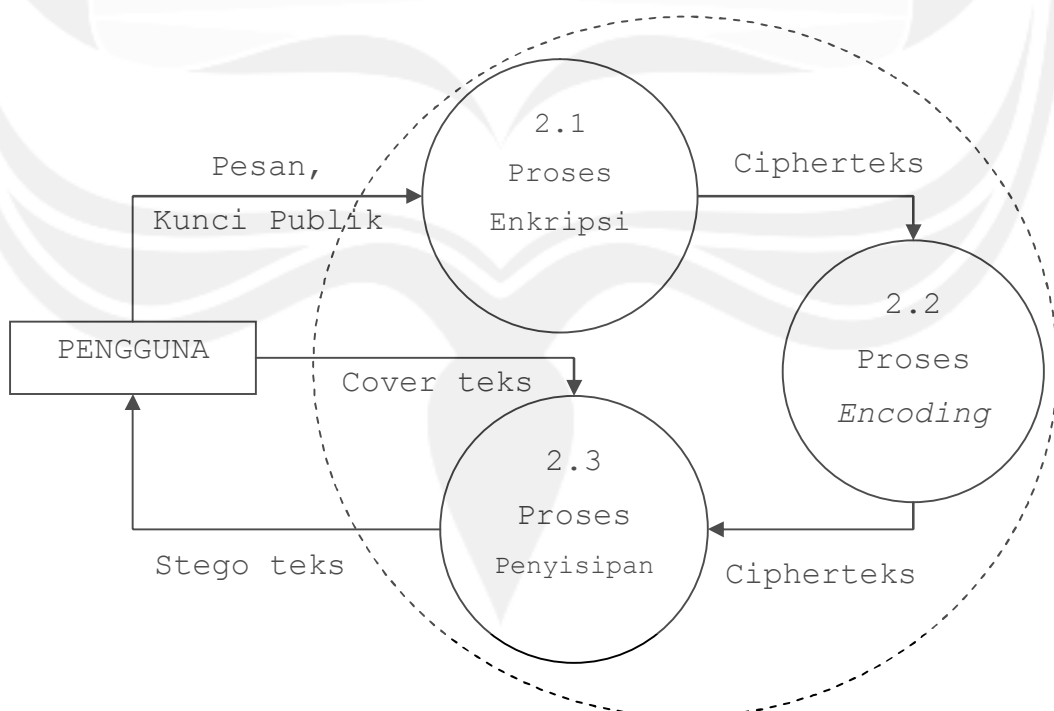 2.1
Proses
Enkripsi
Pesan,
Kunci Publik
Cipherteks
2.2
Proses
Encoding
PENGGUNA
Cover teks
2.3
Proses
Penyisipan
Stego teks
Cipherteks